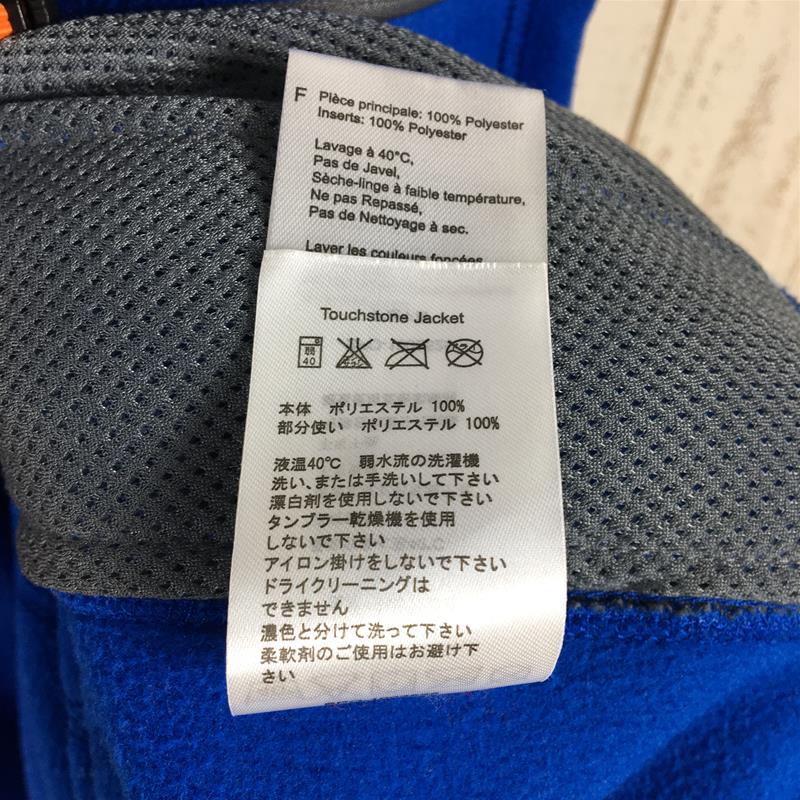 F Pièce principale: 100% Polyester
Inserts: 100% Polyester
Lavage à 40°C,
Pas de Javel,
Sèche-linge à faible température,
Ne pas Repassé,
Pas de Nettoyage à sec.
Laver les couleurs foncées
Touchstone Jacket
弱
40
本体 ポリエステル 100%
部分使い ポリエステル 100%
液温40℃ 弱水流の洗濯機
洗い、または手洗いして下さい
漂白剤を使用しないで下さい
タンブラー乾燥機を使用
しないで下さい
アイロン掛けをしないで下さい
ドライクリーニングは
できません
濃色と分けて洗って下さい
柔軟剤のご使用はお避け下
さい